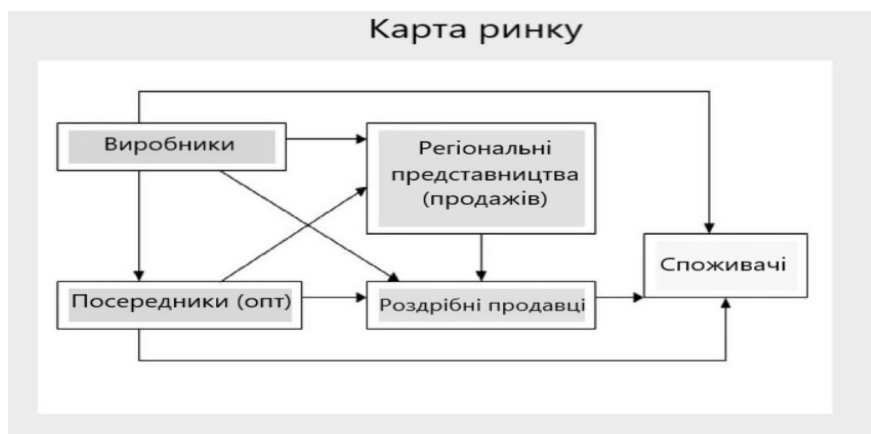 Карта ринку
Виробники
Регіональні
представництва
(продажів)
Споживачі
Посередники (опт)
Роздрібні продавці